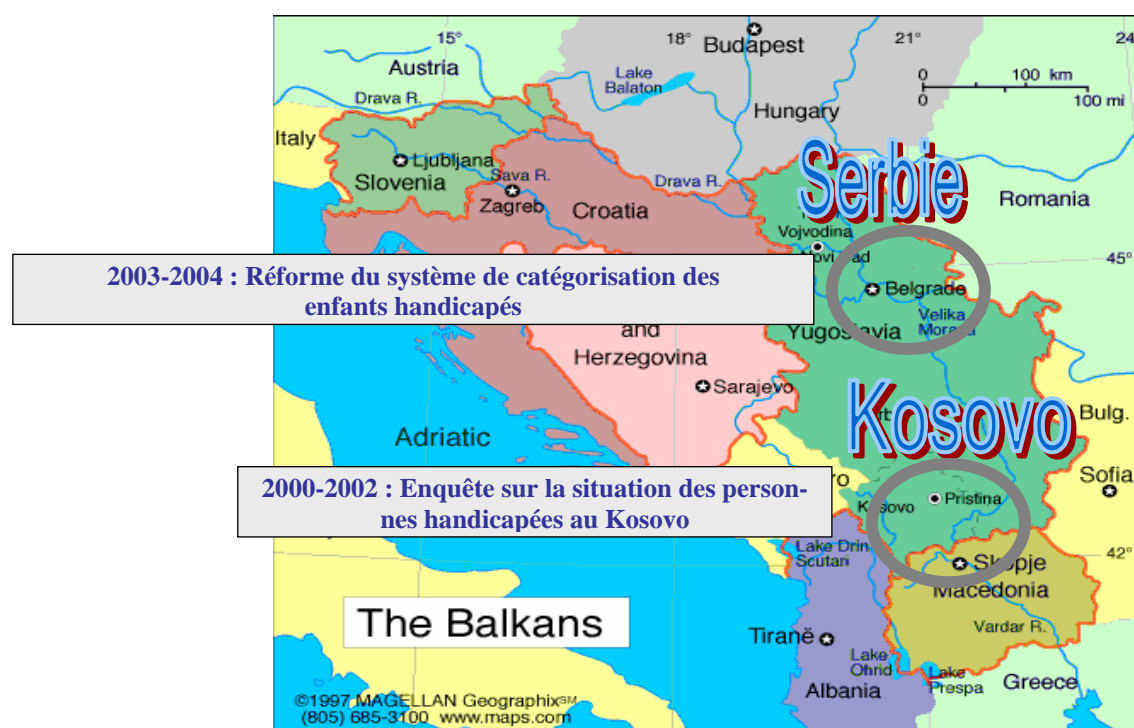 15°
18°
21°
24
Budapest
Austria
Lake
Balaton
0 100 km
0 100 mi
Drava R.
Hungary
Italy
Ljubljana
Slovenia
Sava R.
Zagreb
Drava R.
Croatia
Serbie
Romania
Vojvodina
45°
2003-2004 : Réforme du système de catégorisation des
enfants handicapés
Belgrade
Velika
Yugoslavia
and
Herzegovina
Sarajevo
Kosovo
Bulg.
Adriatic
Sofia
2000-2002 : Enquête sur la situation des person-
nes handicapées au Kosovo
Kosovo
Pristina
Lake
Scutari
Drin
42°
Skopje
Macedonia
The Balkans
Vardar R.
Tiranë
Lake
Ohrid
Lake
Prespa
Albania
Greece
©1997 MAGELLAN Geographix℠
(805) 685-3100 www.maps.com